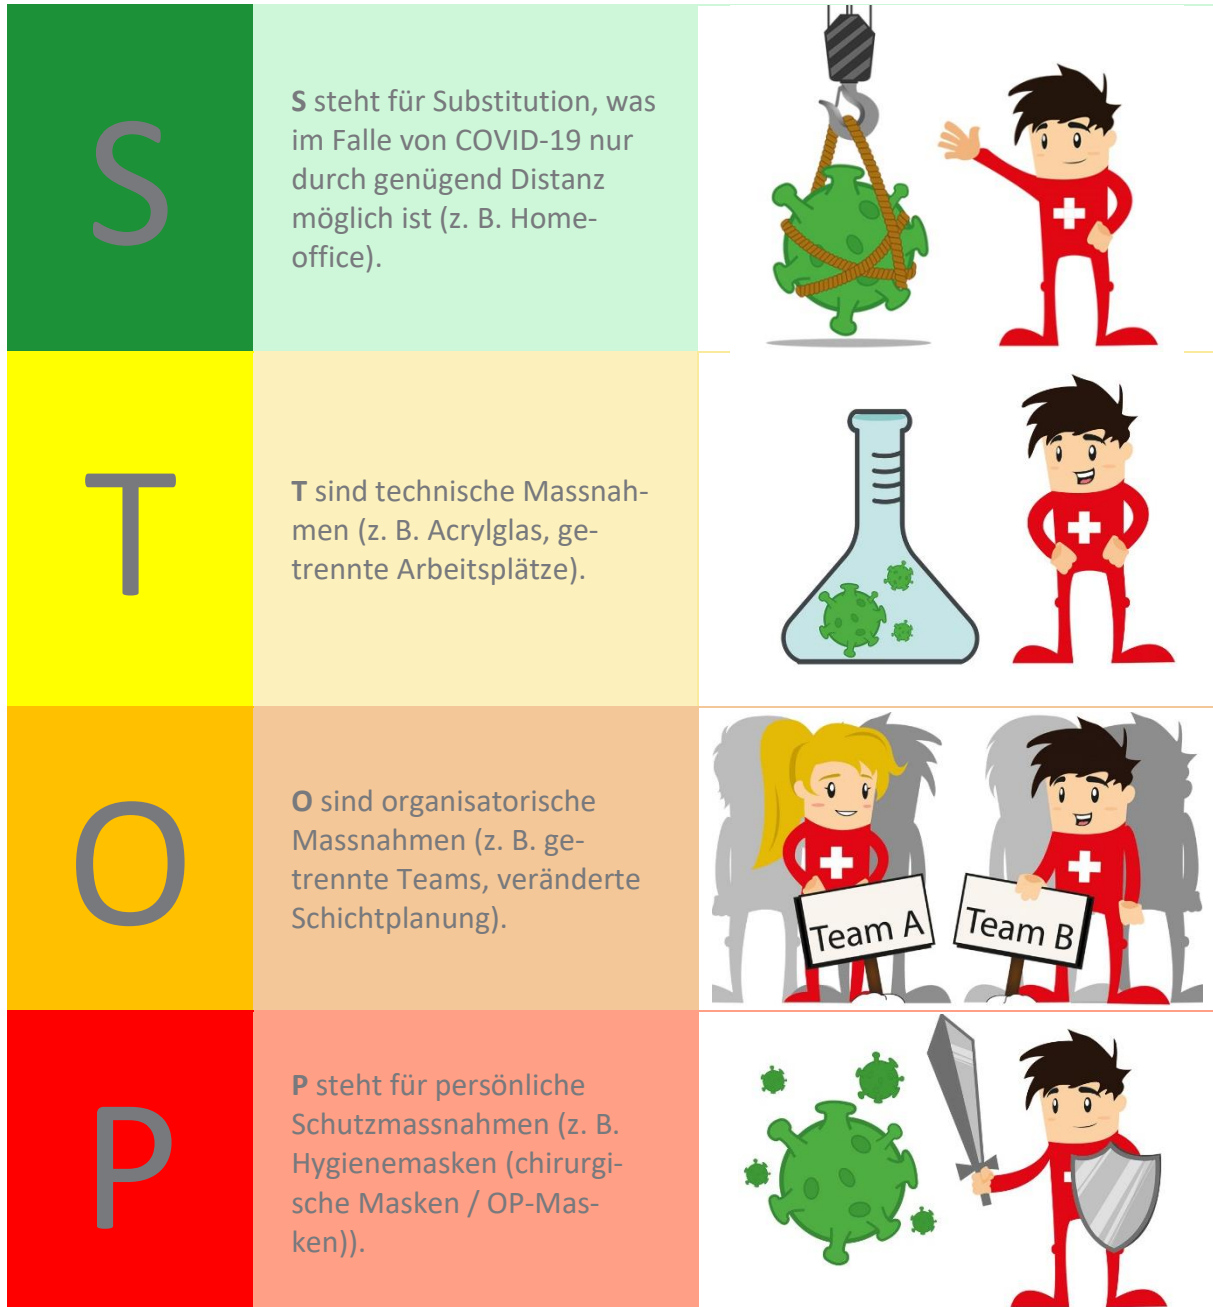 S
S steht für Substitution, was
im Falle von COVID-19 nur
durch genügend Distanz
möglich ist (z. B. Home-
office).
T
T sind technische Massnah-
men (z. B. Acrylglas, ge-
trennte Arbeitsplätze).
O
O sind organisatorische
Massnahmen (z. B. ge-
trennte Teams, veränderte
Schichtplanung).
Team A
Team B
P
P steht für persönliche
Schutzmassnahmen (z. B.
Hygienemasken (chirurgi-
sche Masken / OP-Mas-
ken)).